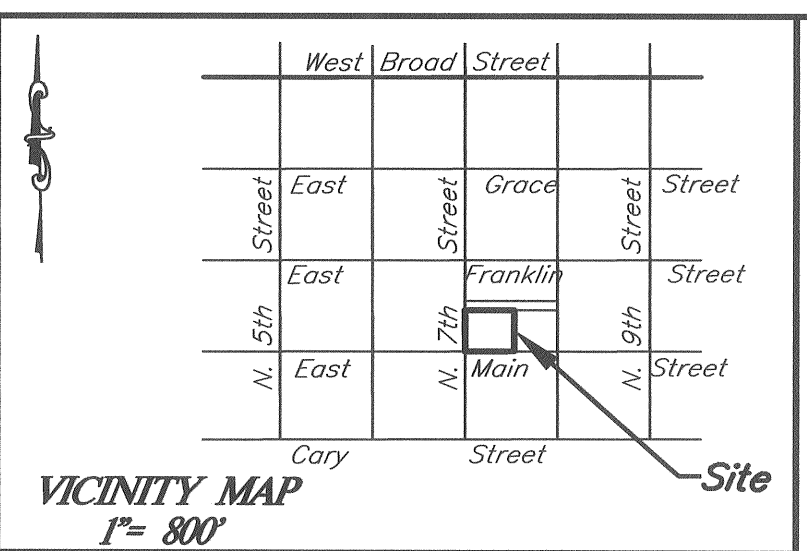 West Broad Street
East Grace Street
East Franklin Street
East Main Street
Cary Street
N. 5th Street
N. 7th Street
N. 9th Street
Site
VICINITY MAP
1"= 800'